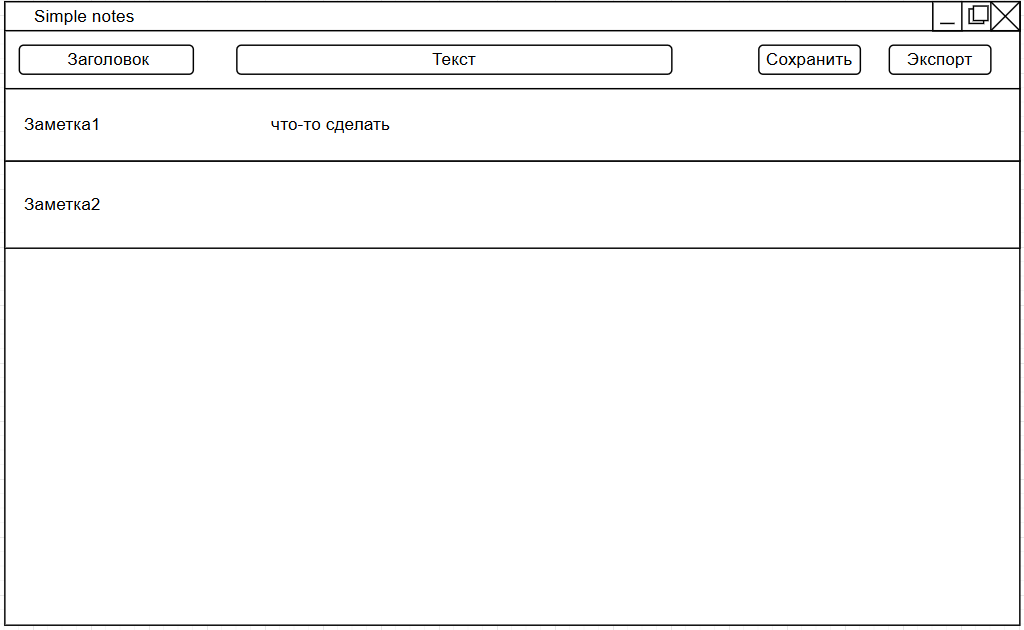 Simple notes
Заголовок Текст Сохранить Экспорт
Заметка1 что-то сделать
Заметка2